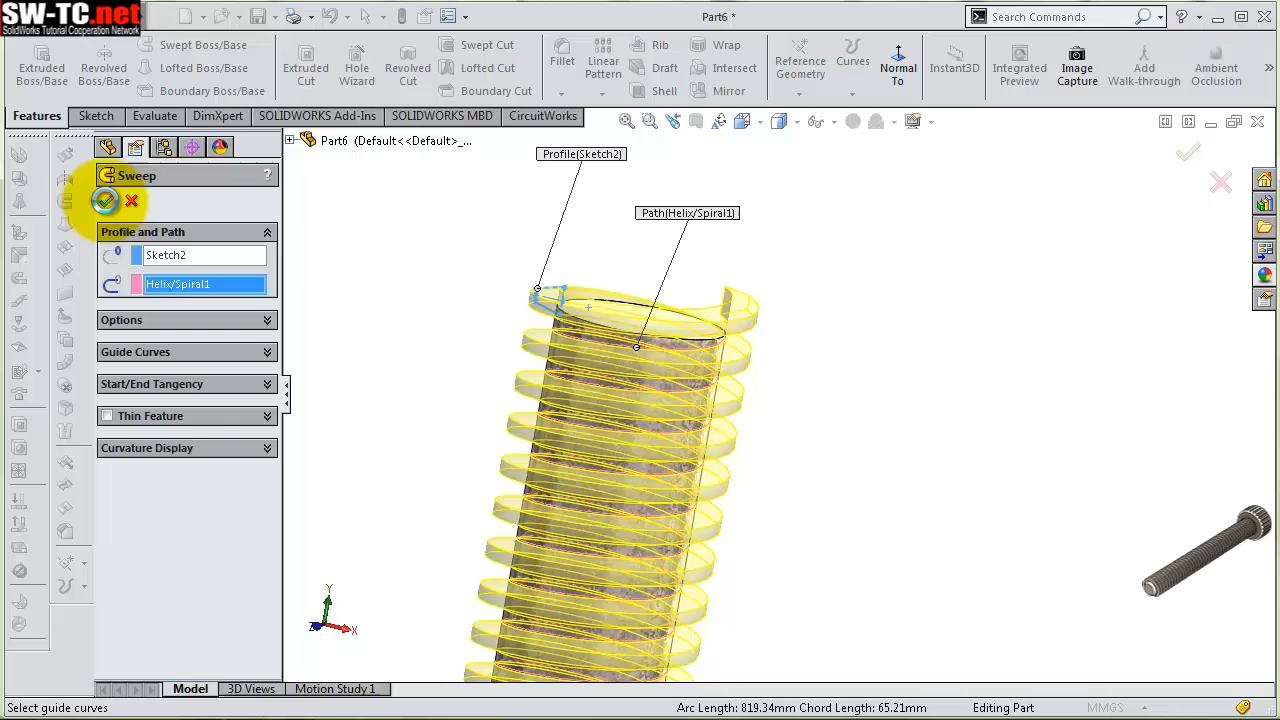 SW-TC.net
SolidWorks Tutorial Cooperation Network
Part6 *
Search Commands
Extruded Boss/Base
Revolved Boss/Base
Swept Boss/Base
Lofted Boss/Base
Boundary Boss/Base
Extruded Cut
Hole Wizard
Revolved Cut
Swept Cut
Lofted Cut
Boundary Cut
Fillet
Linear Pattern
Rib
Draft
Shell
Wrap
Intersect
Mirror
Reference Geometry
Curves
Normal To
Instant3D
Integrated Preview
Image Capture
Add Walk-through
Ambient Occlusion
Features
Sketch
Evaluate
DimXpert
SOLIDWORKS Add-Ins
SOLIDWORKS MBD
CircuitWorks
Part6 (Default<<Default>_...
Sweep
?
Profile and Path
Sketch2
Helix/Spiral1
Options
Guide Curves
Start/End Tangency
Thin Feature
Curvature Display
Profile(Sketch2)
Path(Helix/Spiral1)
Y
X
Z
Model
3D Views
Motion Study 1
Select guide curves
Arc Length: 819.34mm Chord Length: 65.21mm
Editing Part
MMGS